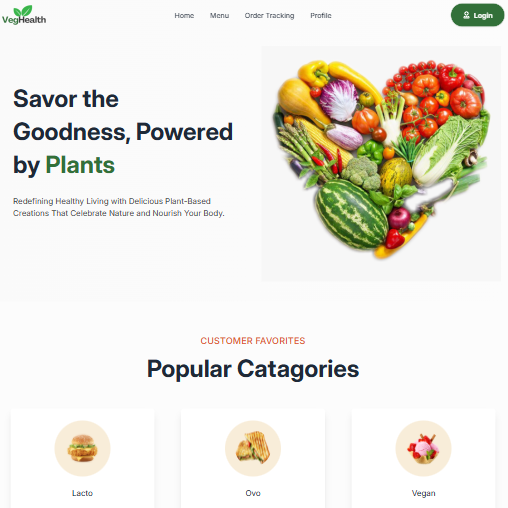 VegHealth
Home Menu Order Tracking Profile
Login
Savor the
Goodness, Powered
by Plants
Redefining Healthy Living with Delicious Plant-Based
Creations That Celebrate Nature and Nourish Your Body.
CUSTOMER FAVORITES
Popular Catagories
Lacto Ovo Vegan